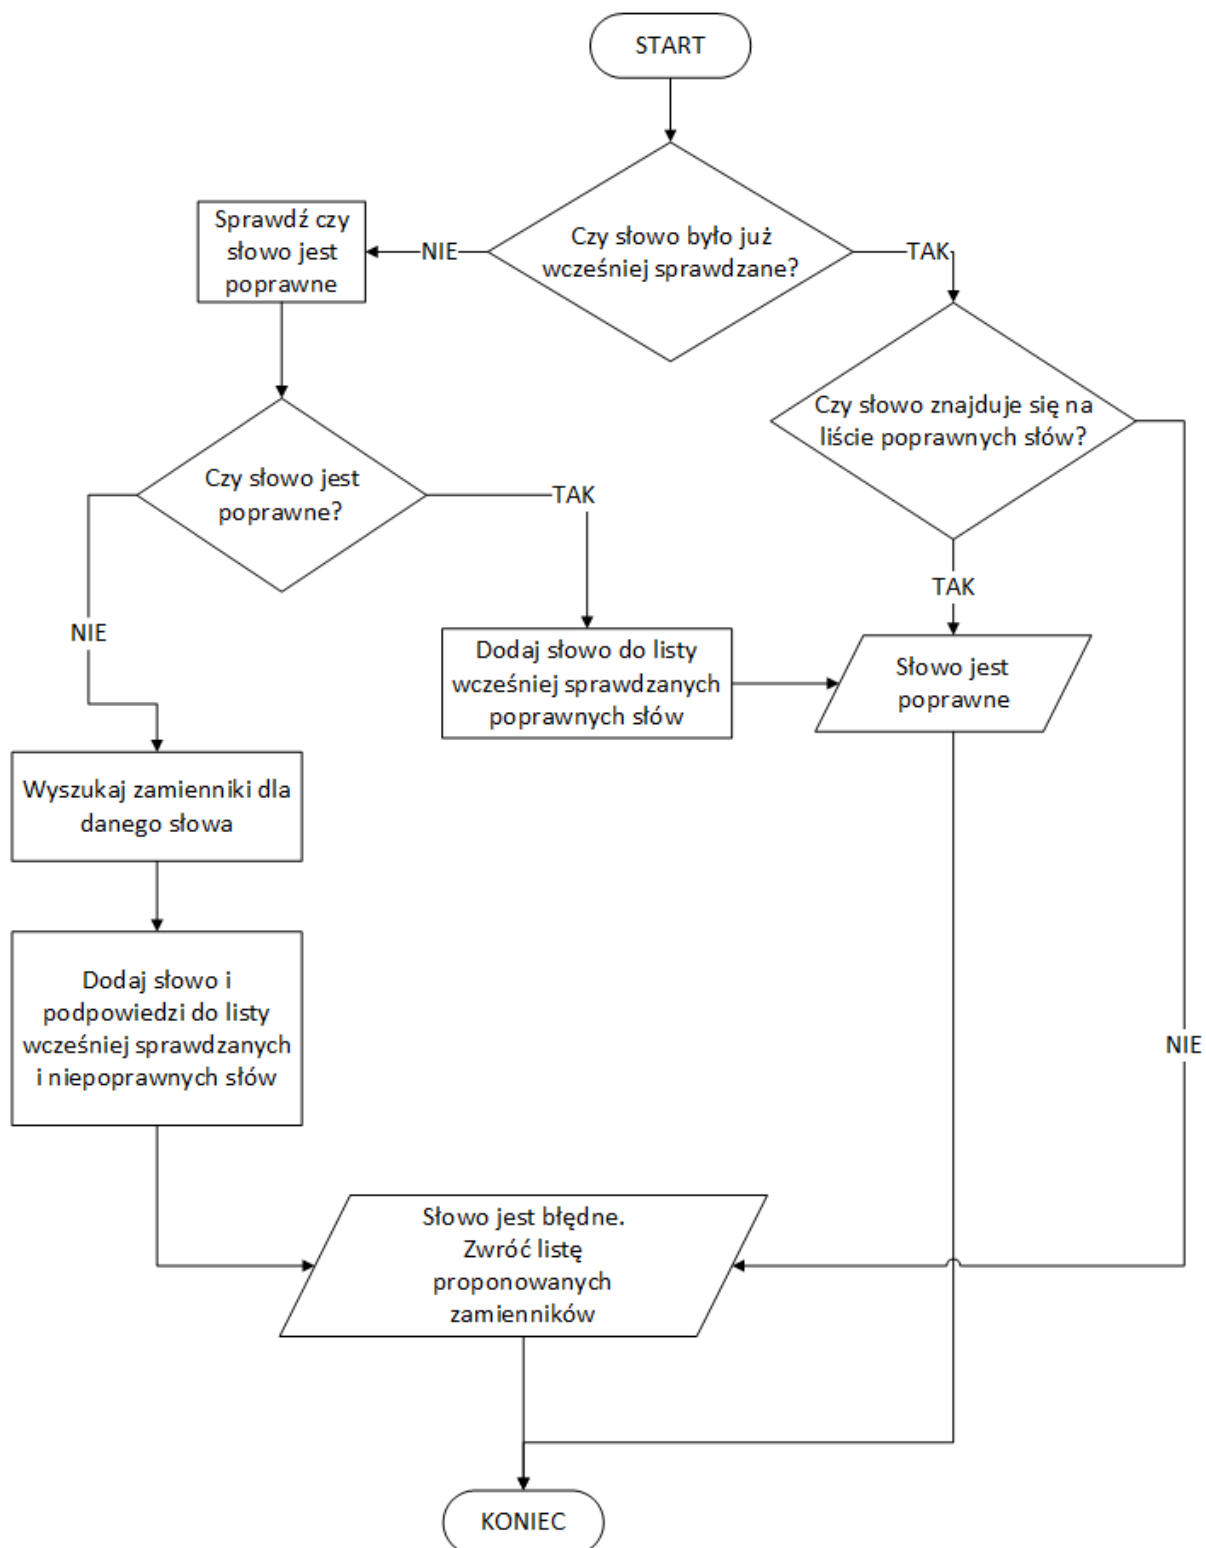 START
Czy słowo było już
wcześniej sprawdzane?
NIE
TAK
Sprawdź czy
słowo jest
poprawne
Czy słowo znajduje się na
liście poprawnych słów?
Czy słowo jest
poprawne?
TAK
TAK
NIE
Dodaj słowo do listy
wcześniej sprawdzanych
poprawnych słów
Słowo jest
poprawne
Wyszukaj zamienniki dla
danego słowa
Dodaj słowo i
podpowiedzi do listy
wcześniej sprawdzanych
i niepoprawnych słów
NIE
Słowo jest błędne.
Zwróć listę
proponowanych
zamienników
KONIEC